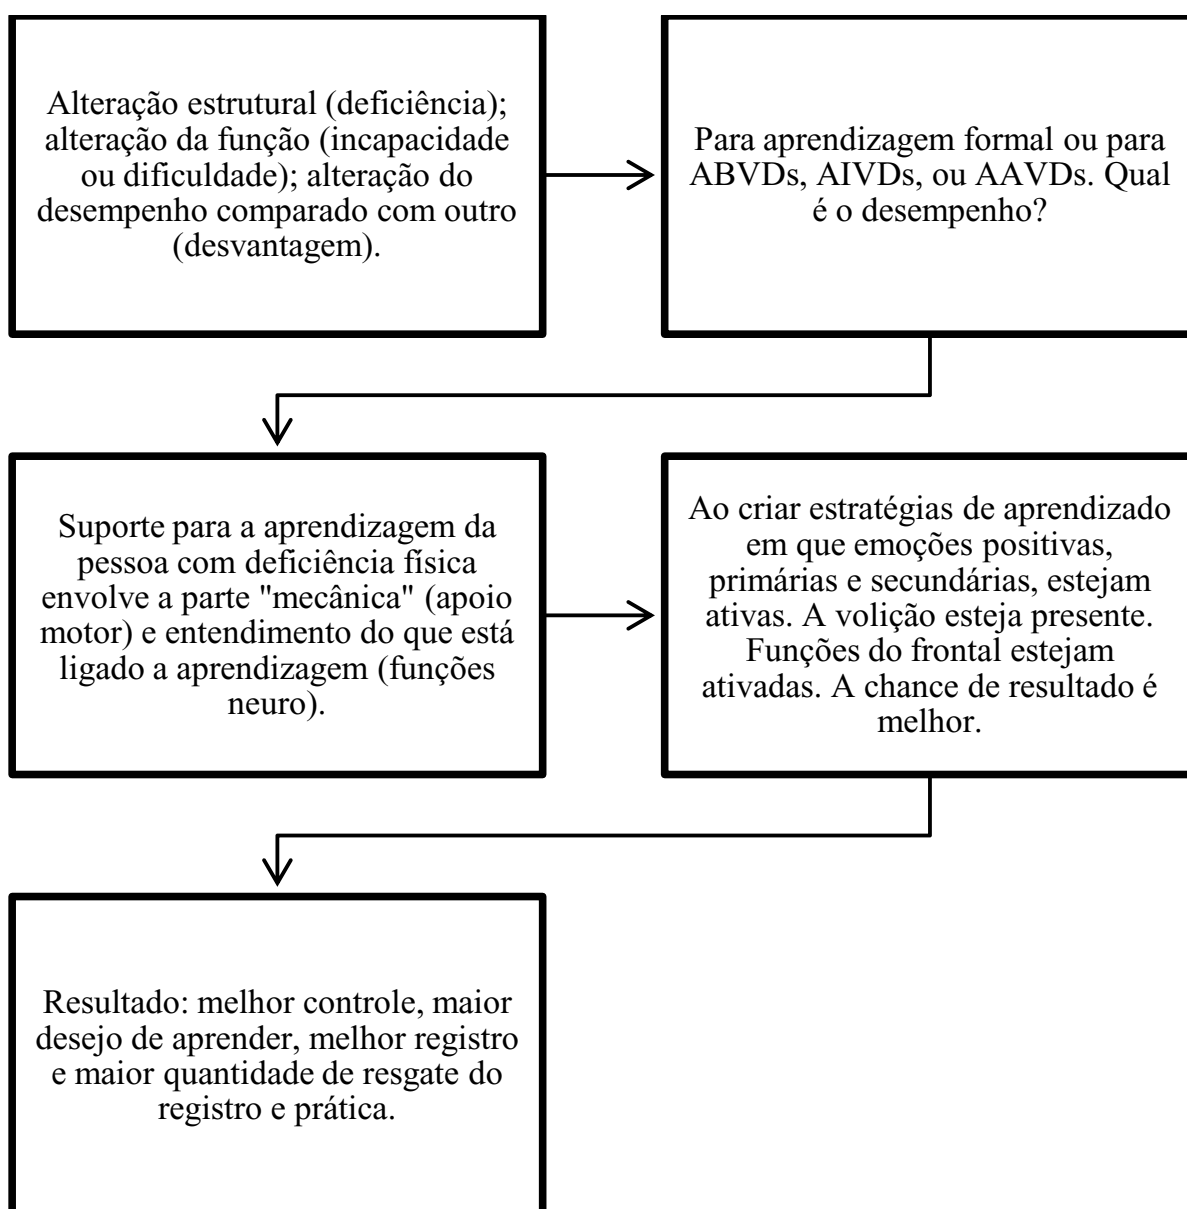 Alteração estrutural (deficiência);
alteração da função (incapacidade
ou dificuldade); alteração do
desempenho comparado com outro
(desvantagem).
Para aprendizagem formal ou para
ABVDs, AIVDs, ou AAVDs. Qual
é o desempenho?
Suporte para a aprendizagem da
pessoa com deficiência física
envolve a parte "mecânica" (apoio
motor) e entendimento do que está
ligado a aprendizagem (funções
neuro).
Ao criar estratégias de aprendizado
em que emoções positivas,
primárias e secundárias, estejam
ativas. A volição esteja presente.
Funções do frontal estejam
ativadas. A chance de resultado é
melhor.
Resultado: melhor controle, maior
desejo de aprender, melhor registro
e maior quantidade de resgate do
registro e prática.